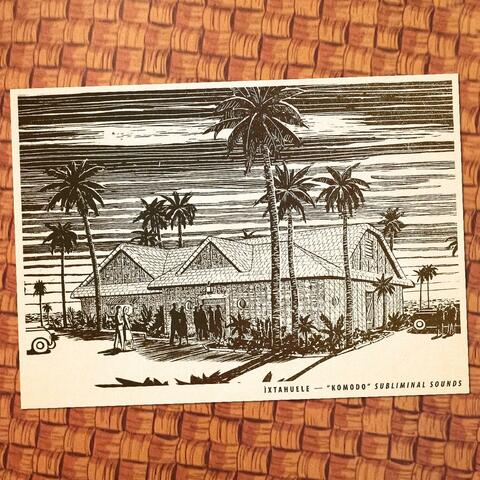 ÌXTAHUELE — "KOMODO" SUBLIMINAL SOUNDS